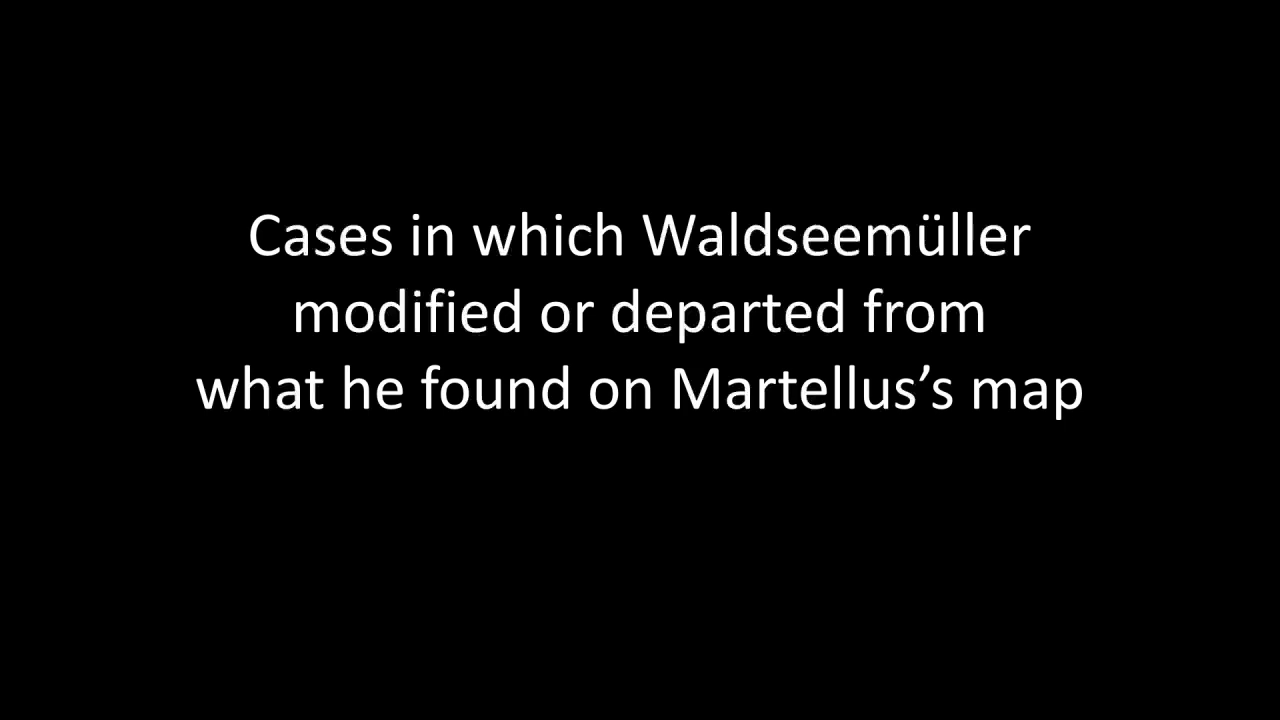 Cases in which Waldseemüller
modified or departed from
what he found on Martellus’s map